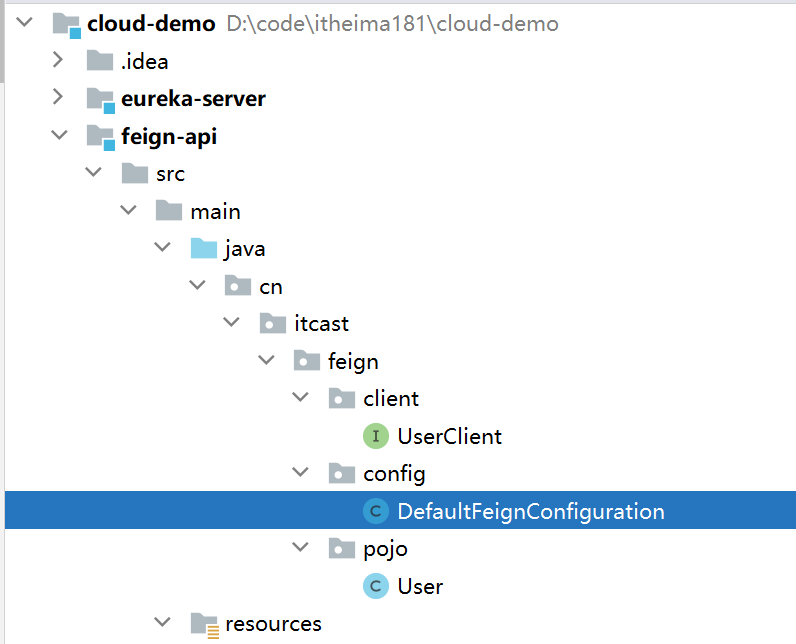 cloud-demo D:\code\itheima181\cloud-demo
.idea
eureka-server
feign-api
src
main
java
cn
itcast
feign
client
I UserClient
config
C DefaultFeignConfiguration
pojo
C User
resources